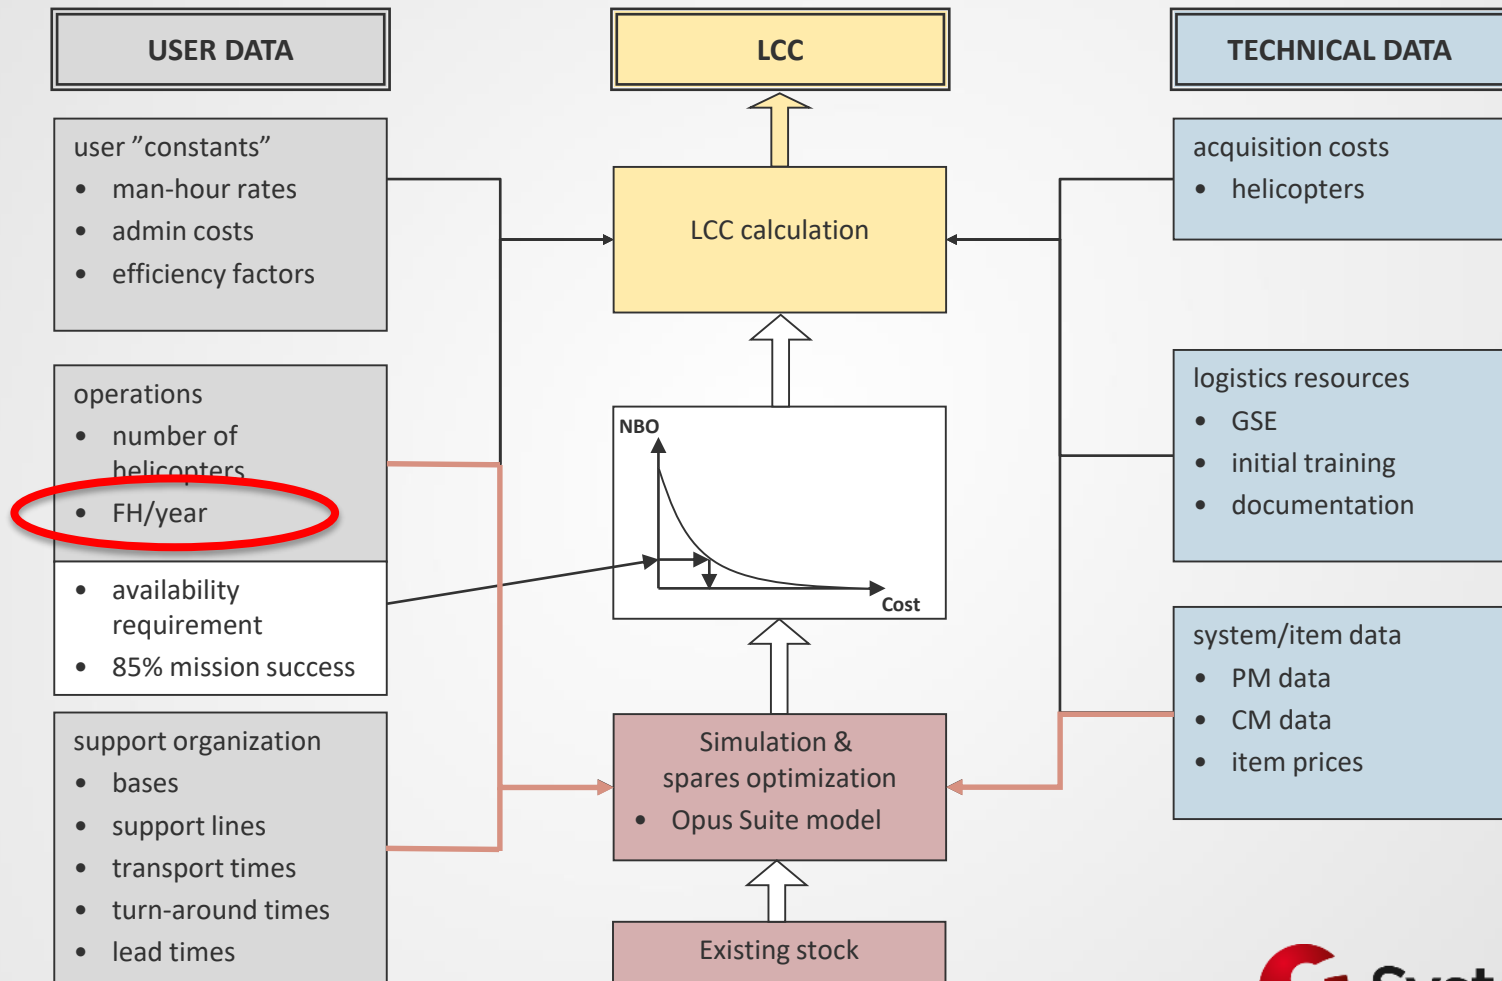 USER DATA
user ”constants”
• man-hour rates
• admin costs
• efficiency factors
operations
• number of
helicopters
• FH/year
• availability
requirement
• 85% mission success
support organization
• bases
• support lines
• transport times
• turn-around times
• lead times
LCC
LCC calculation
NBO
Cost
Simulation &
spares optimization
• Opus Suite model
Existing stock
TECHNICAL DATA
acquisition costs
• helicopters
logistics resources
• GSE
• initial training
• documentation
system/item data
• PM data
• CM data
• item prices